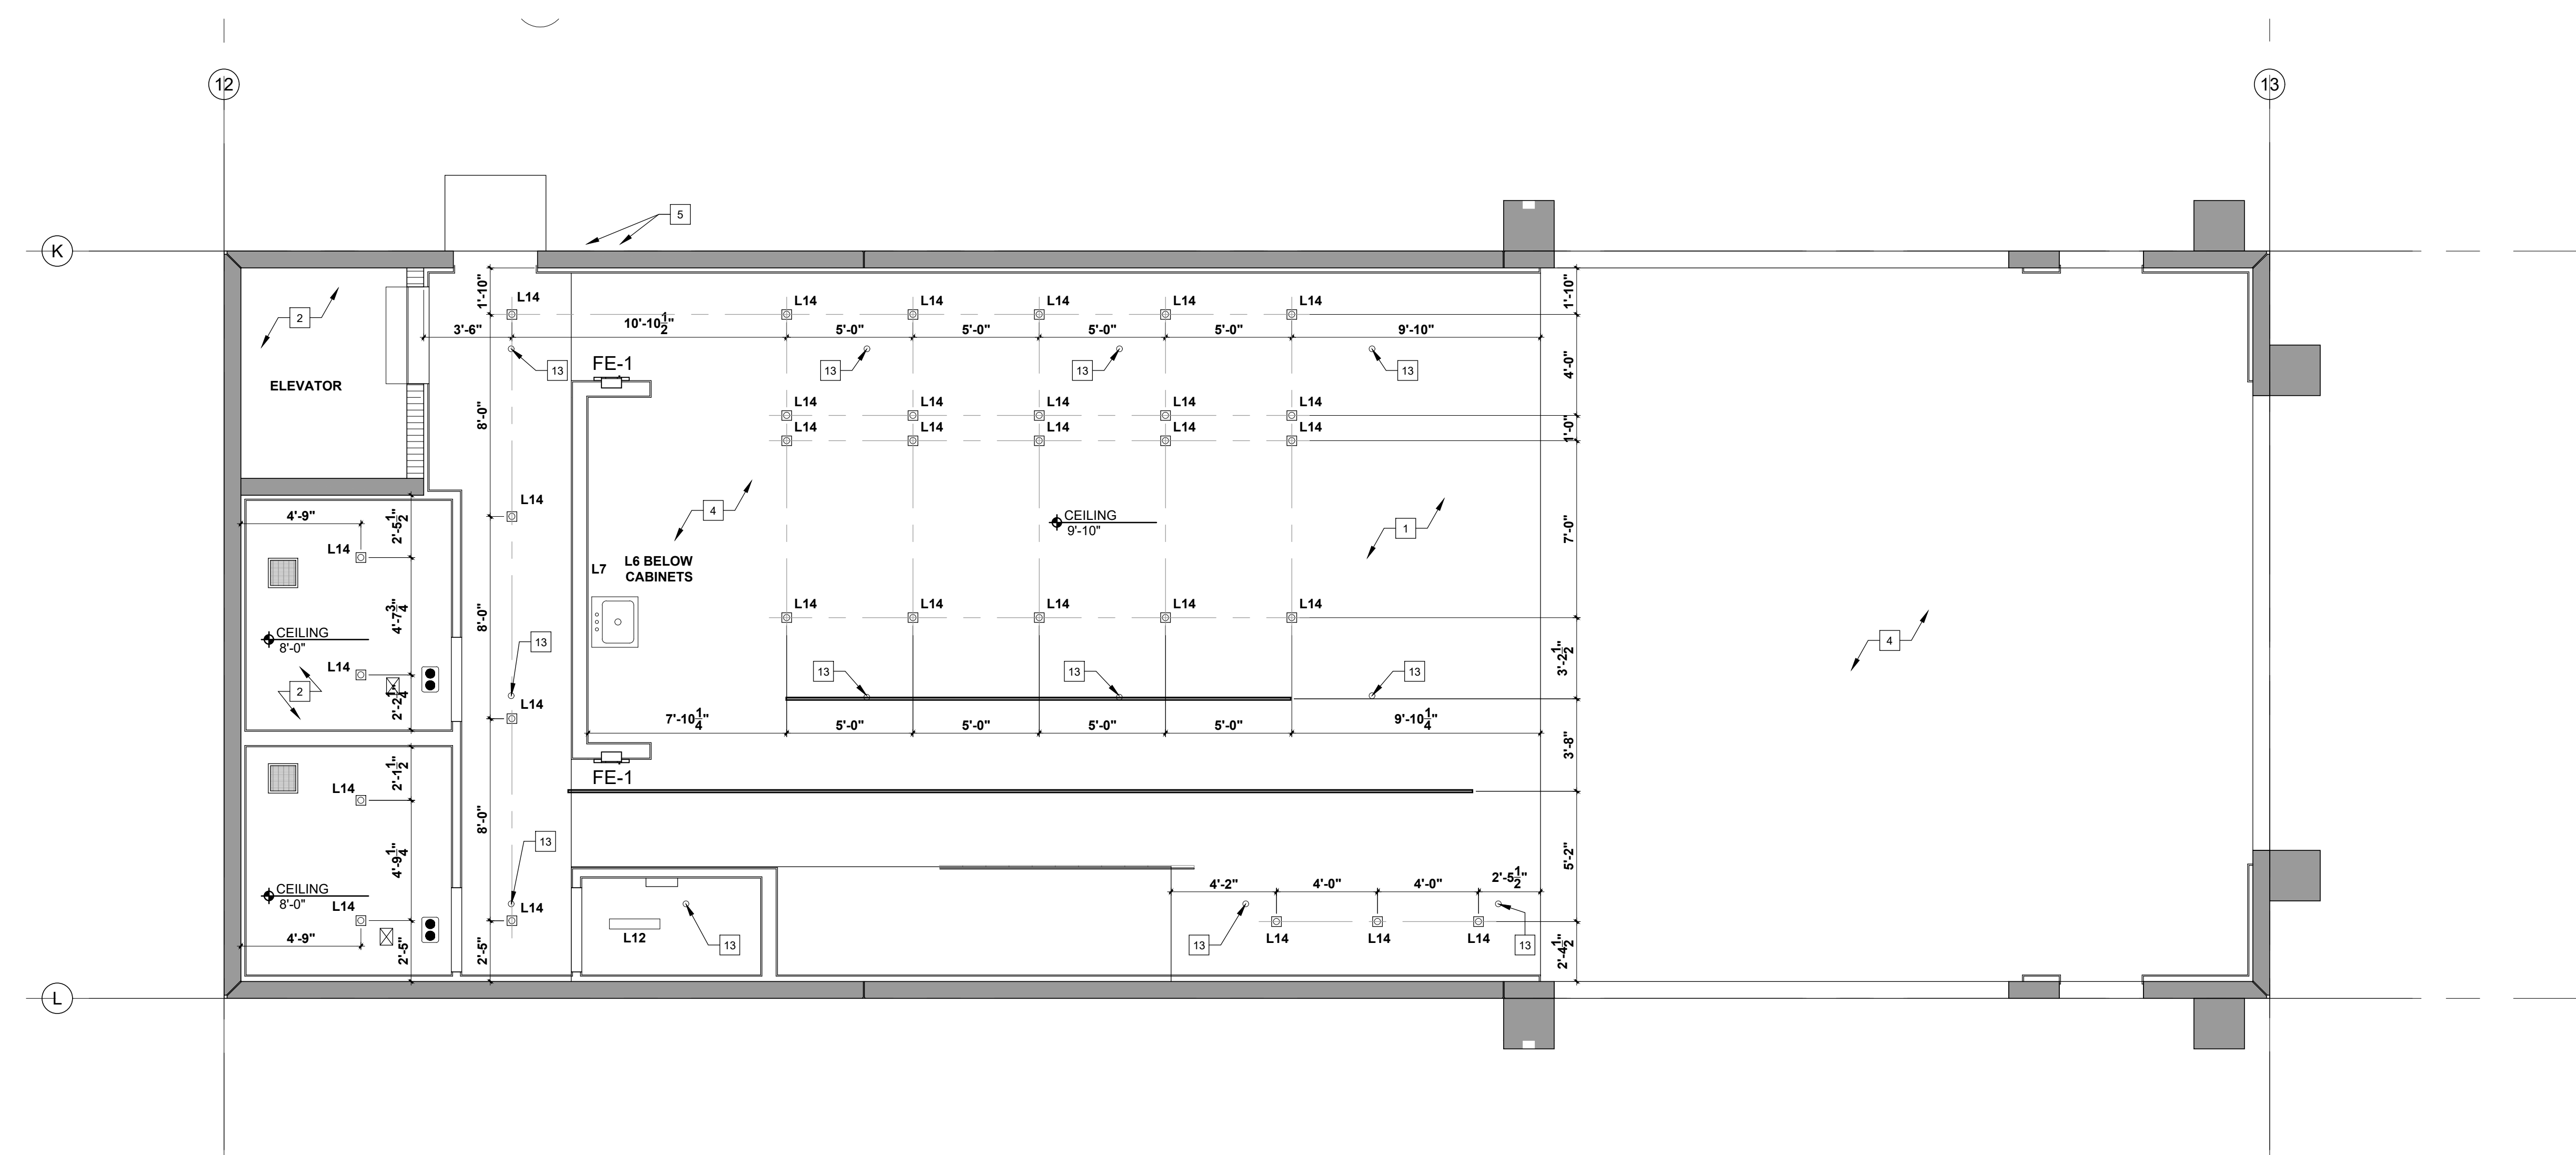 12
13
5
K
1'-10"
L14
L14
L14
L14
L14
L14
1'-10"
2
3'-6"
10'-10 1/2"
5'-0"
5'-0"
5'-0"
5'-0"
9'-10"
FE-1
13
13
13
13
4'-0"
ELEVATOR
8'-0"
L14
L14
L14
L14
L14
L14
L14
L14
L14
L14
1'-0"
L14
4'-9"
2'-5 1/2"
4
CEILING
9'-10"
1
7'-0"
L14
L7
L6 BELOW
CABINETS
4'-7 3/4"
8'-0"
L14
L14
L14
L14
L14
CEILING
8'-0"
13
4
L14
13
13
13
3'-2 1/2"
2
2'-2 1/4"
L14
7'-10 1/4"
5'-0"
5'-0"
5'-0"
5'-0"
9'-10 1/4"
3'-8"
FE-1
2'-1 1/2"
L14
8'-0"
13
4'-9 1/4"
5'-2"
CEILING
8'-0"
L14
L14
4'-2"
4'-0"
4'-0"
2'-5 1/2"
4'-9"
2'-5"
2'-5"
L12
13
13
L14
L14
L14
13
2'-4 1/2"
L